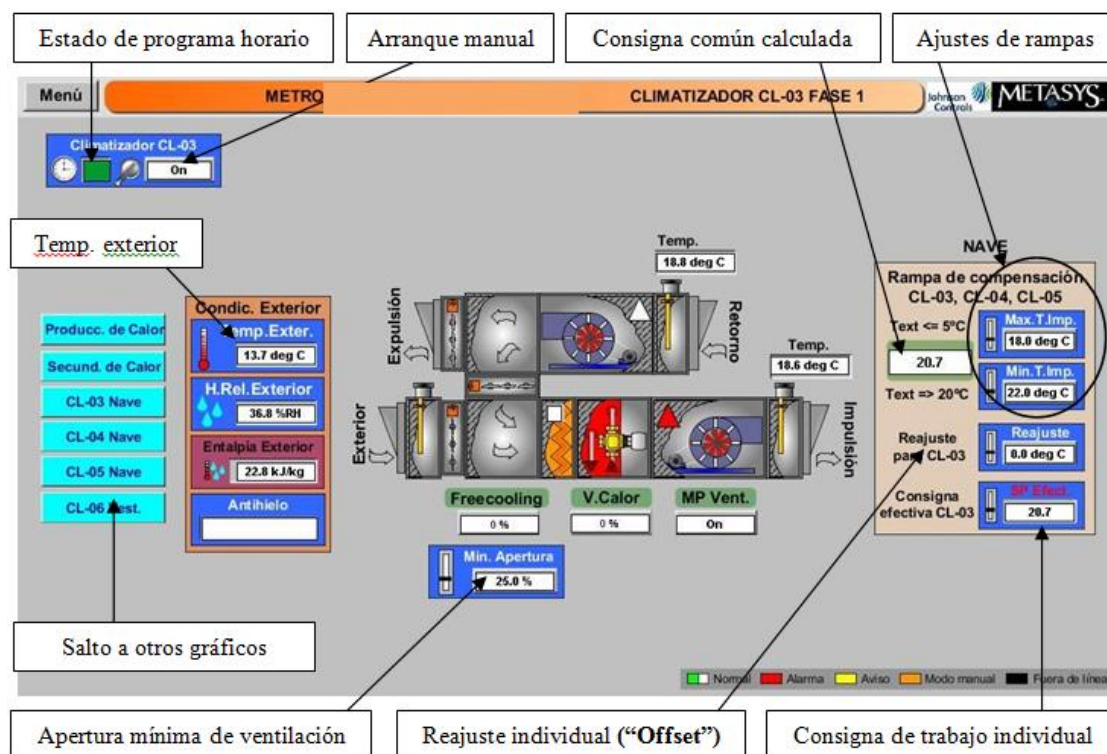 Estado de programa horario
Arranque manual
Consigna común calculada
Ajustes de rampas
Menú
METRO
CLIMATIZADOR CL-03 FASE 1
Johnson
Controls
METASYS
Climatizador CL-03
On
Temp. exterior
Temp.
18.8 deg C
NAVE
Rampa de compensación
CL-03, CL-04, CL-05
Condic. Exterior
Temp.Exter.
13.7 deg C
H.Rel.Exterior
36.8 %RH
Entalpia Exterior
22.8 kJ/kg
Antihielo
Producc. de Calor
Secund. de Calor
CL-03 Nave
CL-04 Nave
CL-05 Nave
CL-06 Vest.
Expulsión
Retorno
Temp.
18.6 deg C
Exterior
Impulsión
Text <= 5ºC
Max.T.Imp.
18.0 deg C
20.7
Min.T.Imp.
22.0 deg C
Text => 20ºC
Reajuste
para CL-03
Reajuste
0.0 deg C
Consigna
efectiva CL-03
SP Efect.
20.7
Freecooling
0 %
V.Calor
0 %
MP Vent.
On
Min. Apertura
25.0 %
Salto a otros gráficos
Normal
Alarma
Aviso
Modo manual
Fuera de línea
Apertura mínima de ventilación
Reajuste individual (“Offset”)
Consigna de trabajo individual